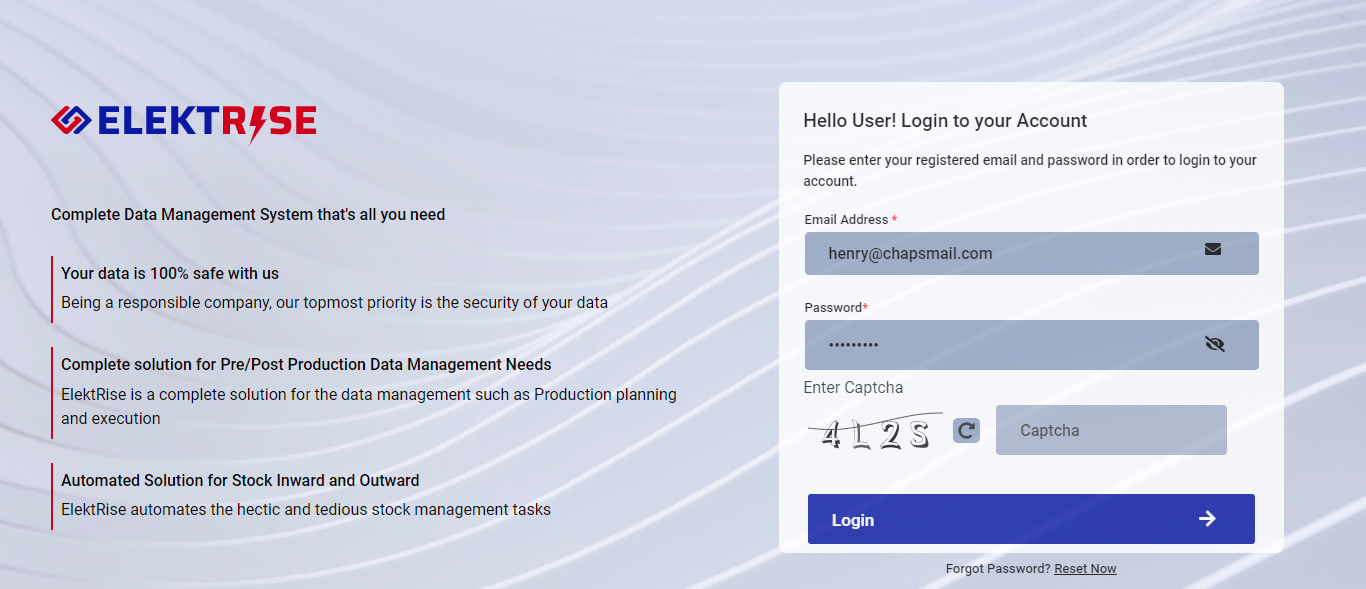 ELEKTRISE
Complete Data Management System that's all you need
Your data is 100% safe with us
Being a responsible company, our topmost priority is the security of your data
Complete solution for Pre/Post Production Data Management Needs
ElektRise is a complete solution for the data management such as Production planning
and execution
Automated Solution for Stock Inward and Outward
ElektRise automates the hectic and tedious stock management tasks
Hello User! Login to your Account
Please enter your registered email and password in order to login to your
account.
Email Address *
henry@chapsmail.com
Password*
•••••••••
Enter Captcha
4L2S
Captcha
Login
Forgot Password? Reset Now